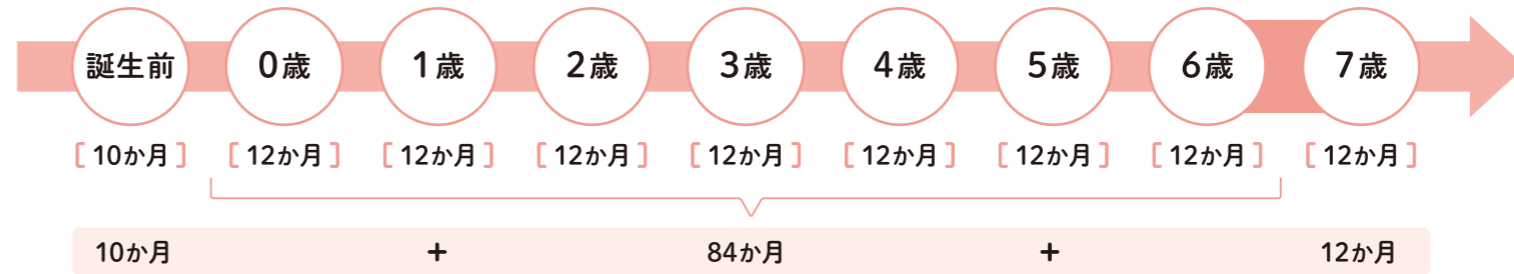 誕生前 0歳 1歳 2歳 3歳 4歳 5歳 6歳 7歳
[10か月] [12か月] [12か月] [12か月] [12か月] [12か月] [12か月] [12か月] [12か月]
10か月 + 84か月 + 12か月